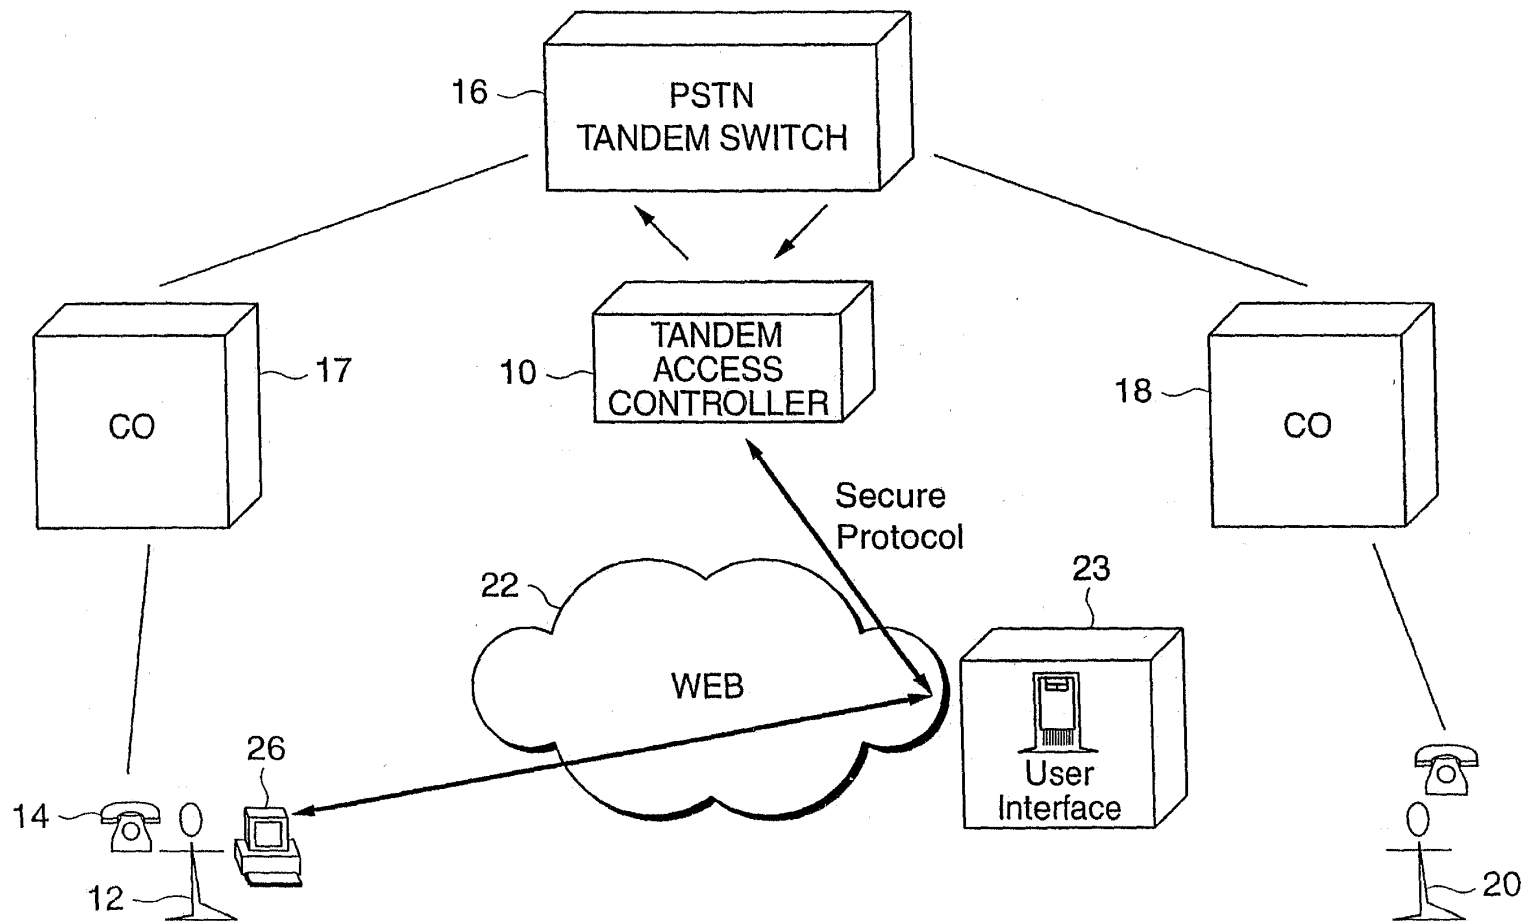 16
PSTN
TANDEM SWITCH
17
CO
10
TANDEM
ACCESS
CONTROLLER
18
CO
Secure
Protocol
22
WEB
23
User
Interface
26
14
12
20